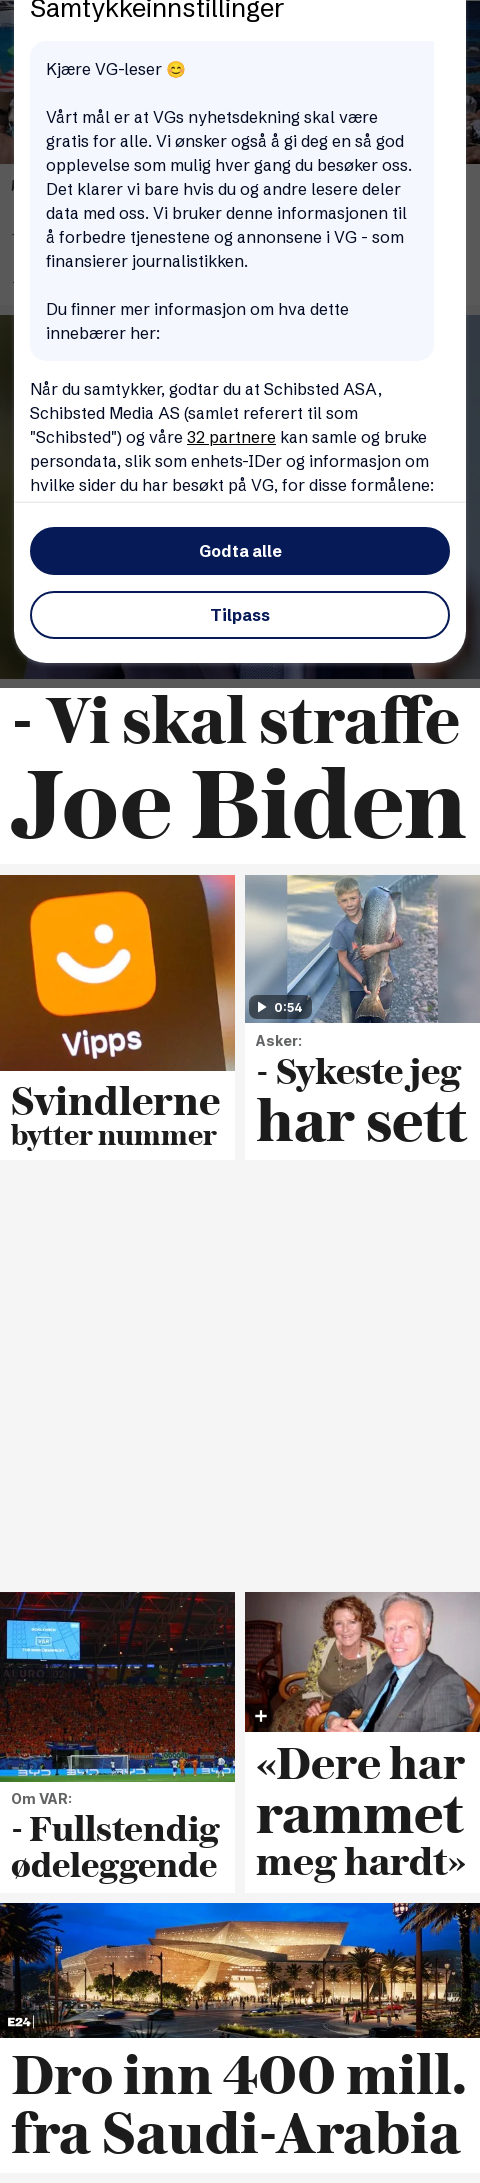 Samtykkeinnstillinger
Kjære VG-leser 😊
Vårt mål er at VGs nyhetsdekning skal være
gratis for alle. Vi ønsker også å gi deg en så god
opplevelse som mulig hver gang du besøker oss.
Det klarer vi bare hvis du og andre lesere deler
data med oss. Vi bruker denne informasjonen til
å forbedre tjenestene og annonsene i VG - som
finansierer journalistikken.
Du finner mer informasjon om hva dette
innebærer her:
Når du samtykker, godtar du at Schibsted ASA,
Schibsted Media AS (samlet referert til som
"Schibsted") og våre 32 partnere kan samle og bruke
persondata, slik som enhets-IDer og informasjon om
hvilke sider du har besøkt på VG, for disse formålene:
Godta alle
Tilpass
- Vi skal straffe
Joe Biden
Vipps
Svindlerne
bytter nummer
0:54
Asker:
- Sykeste jeg
har sett
VAR
BYD
Om VAR:
- Fullstendig
ødeleggende
«Dere har
rammet
meg hardt»
E24
Dro inn 400 mill.
fra Saudi-Arabia